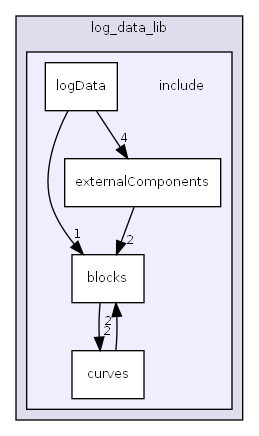 log_data_lib
logData
include
4
externalComponents
1
2
blocks
2
2
curves